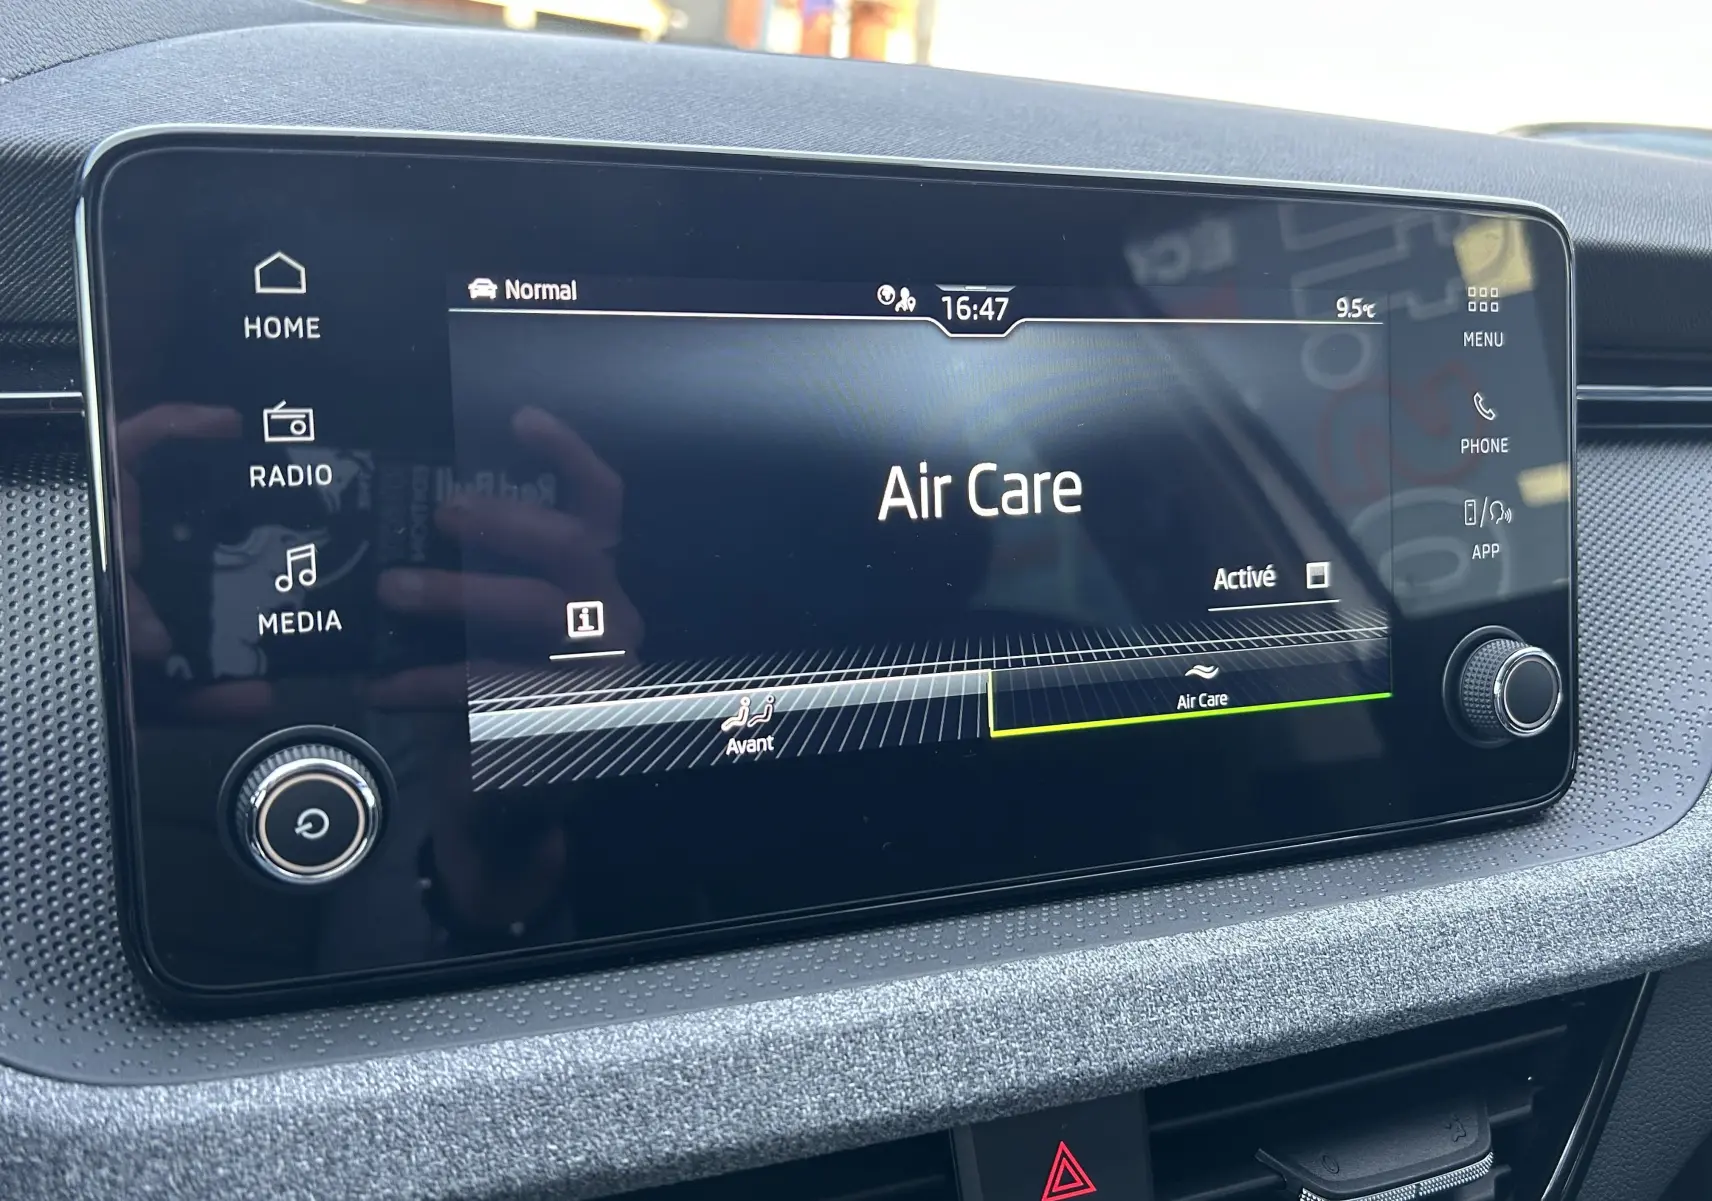 HOME
RADIO
MEDIA
Normal
16:47
9.5°C
Air Care
Activé
i
Avant
Air Care
MENU
PHONE
APP